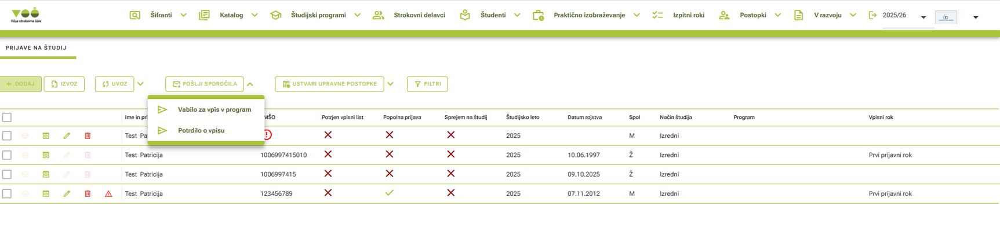 VOŠ
Višje strokovne šole
Šifranti Katalog Študijski programi Strokovni delavci Študenti Praktično izobraževanje Izpitni roki Postopki V razvoju 2025/26
PRIJAVE NA ŠTUDIJ
+ DODAJ IZVOZ UVOZ POŠLJI SPOROČILA USTVARI UPRAVNE POSTOPKE FILTRI
Vabilo za vpis v program
Potrdilo o vpisu
Ime in pri MŠO Potrjen vpisni list Popolna prijava Sprejem na študij Študijsko leto Datum rojstva Spol Način študija Program Vpisni rok
Test Pat 2025 M Izredni
Test Patricija 1006997415010 2025 10.06.1997 Ž Izredni Prvi prijavni rok
Test Patricija 1006997415 2025 09.10.2025 Ž Izredni
Test Patricija 123456789 2025 07.11.2012 M Izredni Prvi prijavni rok